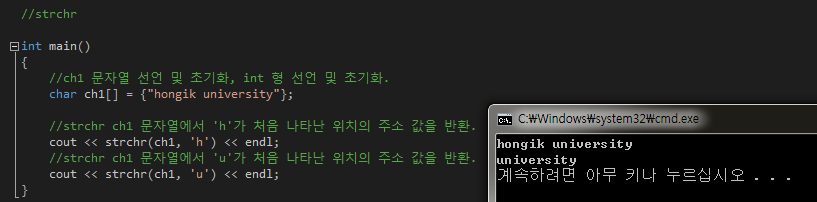 //strchr
int main()
{
//ch1 문자열 선언 및 초기화, int 형 선언 및 초기화.
char ch1[] = {"hongik university"};
//strchr ch1 문자열에서 'h'가 처음 나타난 위치의 주소 값을 반환.
cout << strchr(ch1, 'h') << endl;
//strchr ch1 문자열에서 'u'가 처음 나타난 위치의 주소 값을 반환.
cout << strchr(ch1, 'u') << endl;
}
C:\Windows\system32\cmd.exe
hongik university
university
계속하려면 아무 키나 누르십시오 . . .